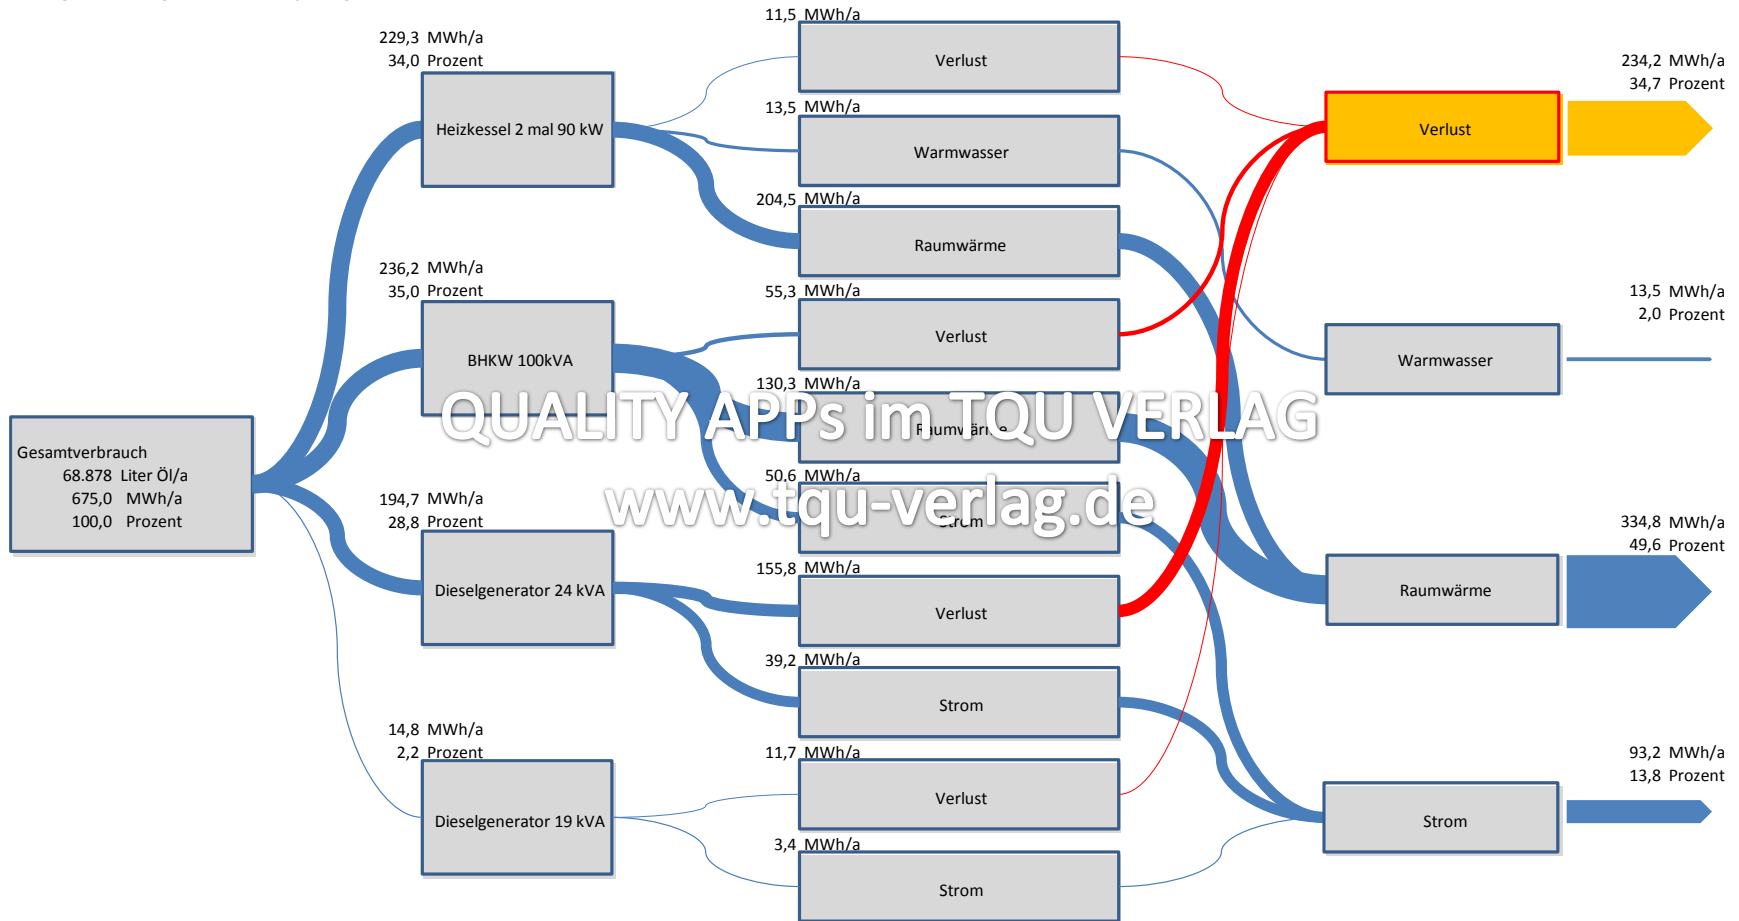 Gesamtverbrauch
68.878 Liter Öl/a
675,0 MWh/a
100,0 Prozent
229,3 MWh/a
34,0 Prozent
Heizkessel 2 mal 90 kW
236,2 MWh/a
35,0 Prozent
BHKW 100kVA
194,7 MWh/a
28,8 Prozent
Dieselgenerator 24 kVA
14,8 MWh/a
2,2 Prozent
Dieselgenerator 19 kVA
11,5 MWh/a
Verlust
13,5 MWh/a
Warmwasser
204,5 MWh/a
Raumwärme
55,3 MWh/a
Verlust
130,3 MWh/a
Raumwärme
50,6 MWh/a
Strom
155,8 MWh/a
Verlust
39,2 MWh/a
Strom
11,7 MWh/a
Verlust
3,4 MWh/a
Strom
QUALITY APPs im TQU VERLAG
www.tqu-verlag.de
234,2 MWh/a
34,7 Prozent
Verlust
13,5 MWh/a
2,0 Prozent
Warmwasser
334,8 MWh/a
49,6 Prozent
Raumwärme
93,2 MWh/a
13,8 Prozent
Strom